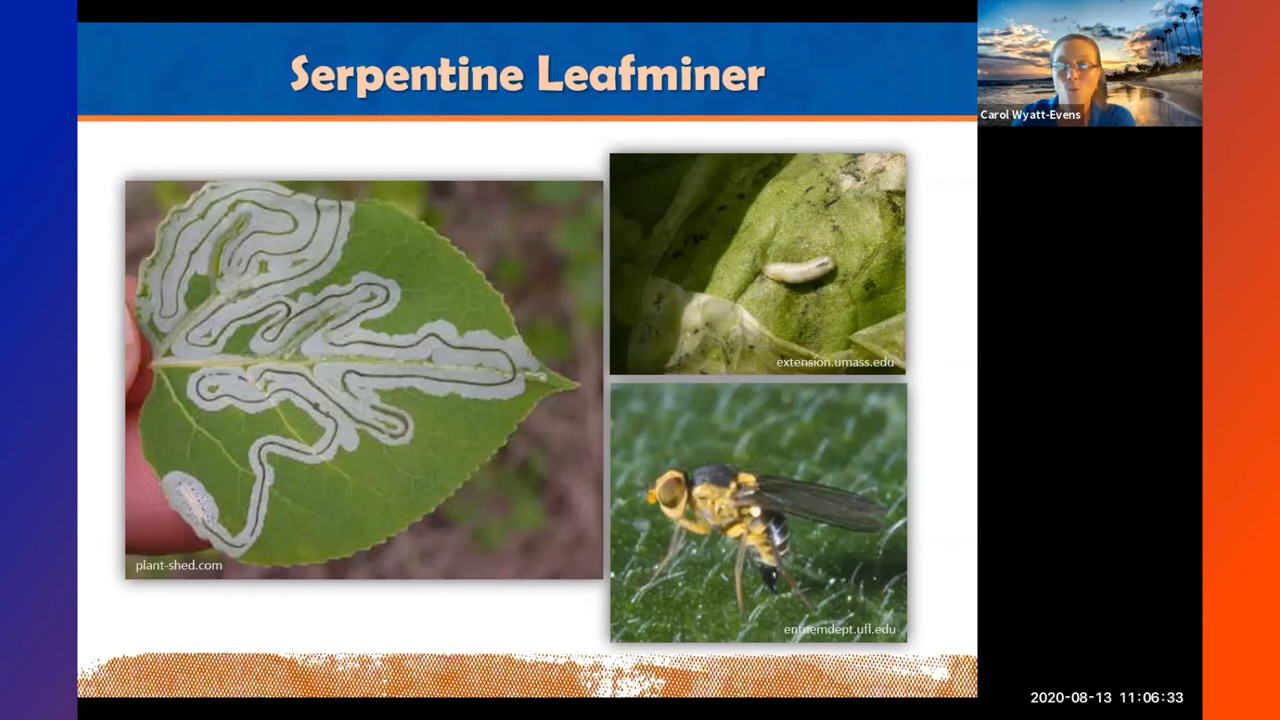 Serpentine Leafminer
Carol Wyatt-Evens
extension.umass.edu
plant-shed.com
entnemdept.ufl.edu
2020-08-13 11:06:33